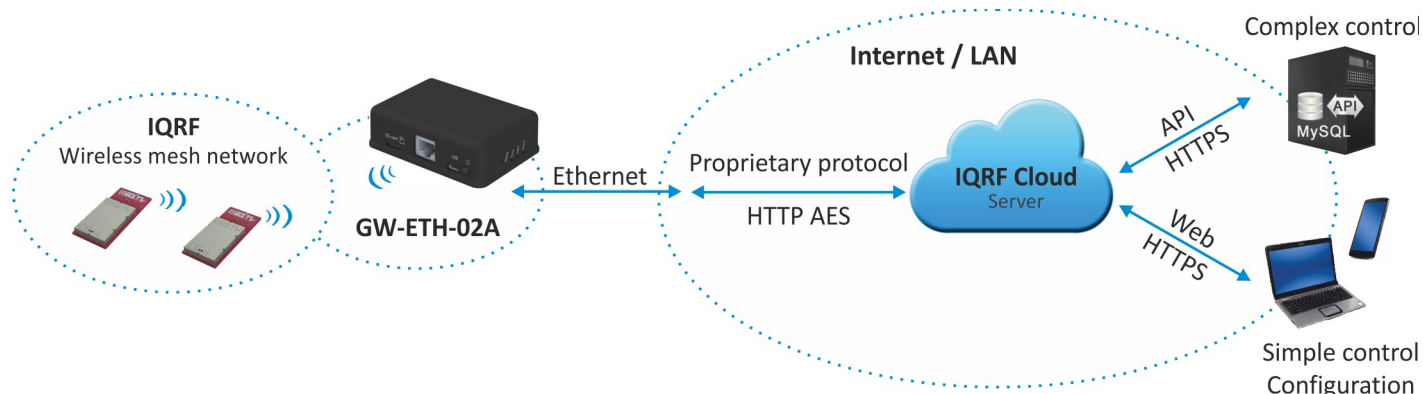 IQRF
Wireless mesh network
GW-ETH-02A
Ethernet
Internet / LAN
Proprietary protocol
HTTP AES
IQRF Cloud
Server
API
HTTPS
Web
HTTPS
Complex control
API
MySQL
Simple control
Configuration